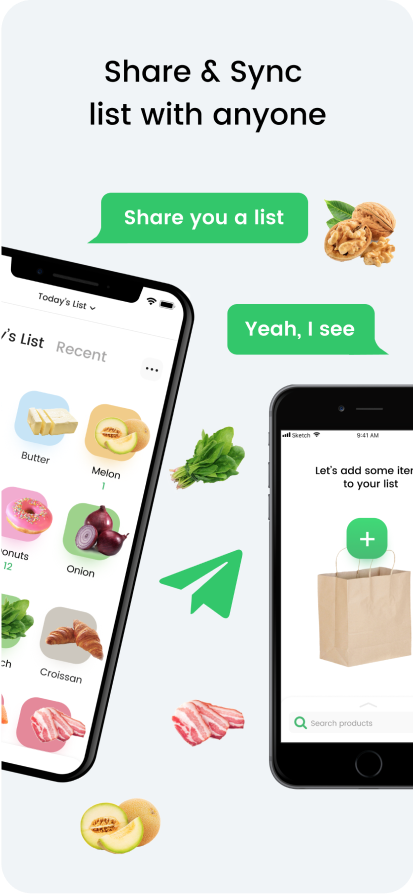 Share & Sync
list with anyone
Share you a list
Yeah, I see
Today's List
y's List Recent
Butter
Melon
1
onuts
12
Onion
ch
Croissan
Sketch
9:41 AM
Let's add some iter
to your list
Search products